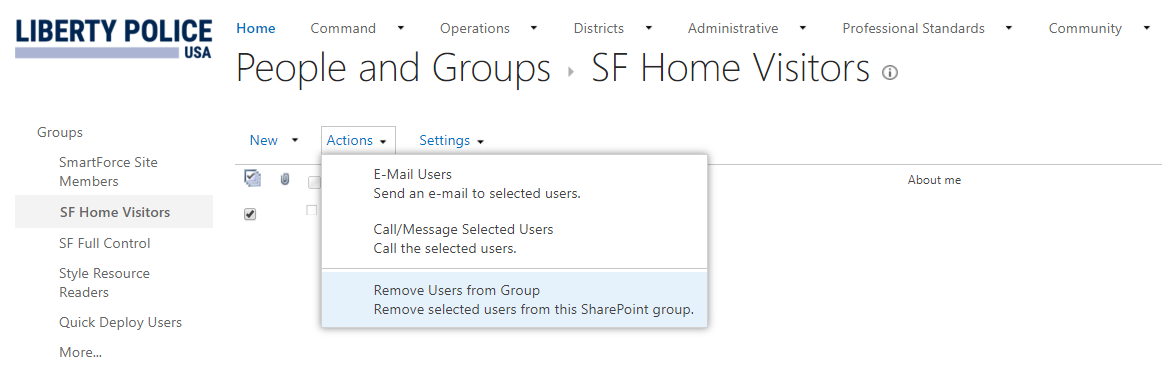 LIBERTY POLICE
USA
Home Command Operations Districts Administrative Professional Standards Community
People and Groups SF Home Visitors
Groups
SmartForce Site
Members
SF Home Visitors
SF Full Control
Style Resource
Readers
Quick Deploy Users
More...
New Actions Settings
About me
E-Mail Users
Send an e-mail to selected users.
Call/Message Selected Users
Call the selected users.
Remove Users from Group
Remove selected users from this SharePoint group.